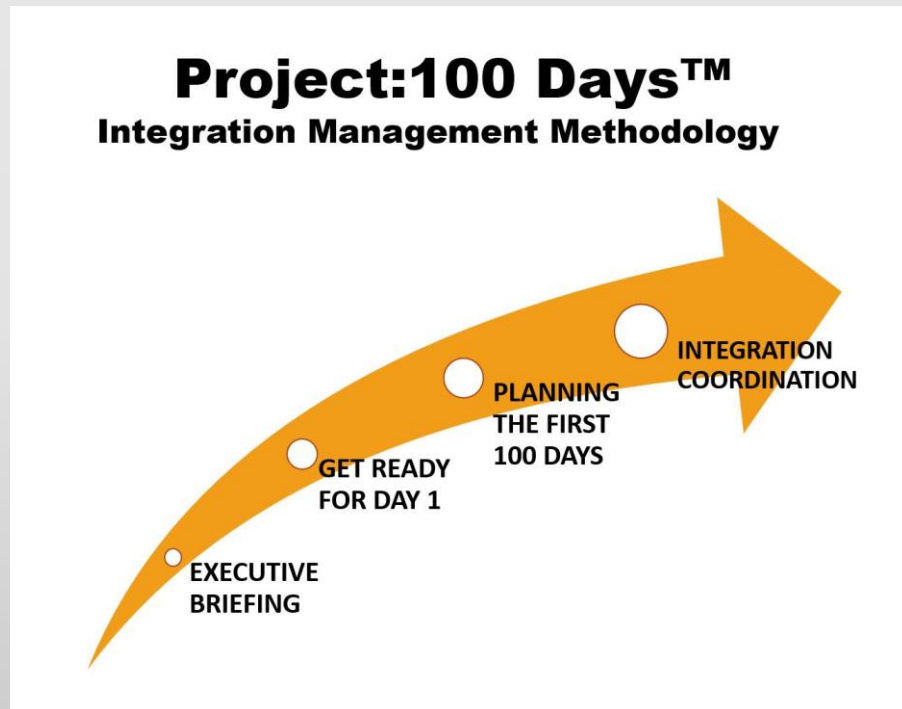 Project:100 Days™
Integration Management Methodology
INTEGRATION
COORDINATION
PLANNING
THE FIRST
100 DAYS
GET READY
FOR DAY 1
EXECUTIVE
BRIEFING